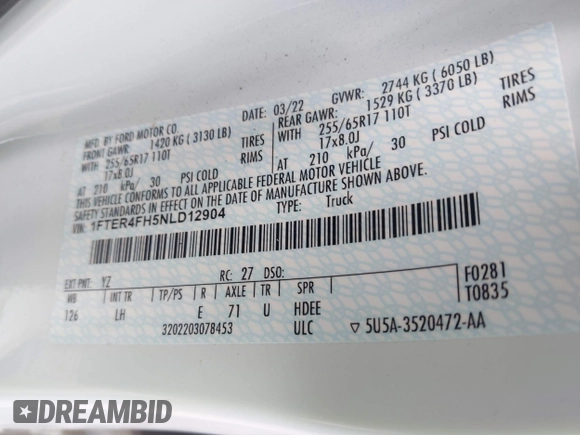 MFD. BY FORD MOTOR CO.
DATE: 03/22
GVWR: 2744 KG ( 6050 LB)
FRONT GAWR: 1420 KG ( 3130 LB)
REAR GAWR: 1529 KG ( 3370 LB)
WITH 255/65R17 110T TIRES
WITH 255/65R17 110T TIRES
17x8.0J RIMS
17x8.0J RIMS
AT 210 kPa/ 30 PSI COLD
AT 210 kPa/ 30 PSI COLD
THIS VEHICLE CONFORMS TO ALL APPLICABLE FEDERAL MOTOR VEHICLE
SAFETY STANDARDS IN EFFECT ON THE DATE OF MANUFACTURE SHOWN ABOVE.
VIN: 1FTER4FH5NLD12904
TYPE: Truck
EXT PNT: YZ RC: 27 DSO:
WB INT TR TP/PS R AXLE TR SPR
126 LH E 71 U HDEE
3202203078453 ULC
F0281
T0835
▽ 5U5A-3520472-AA
DREAMBID